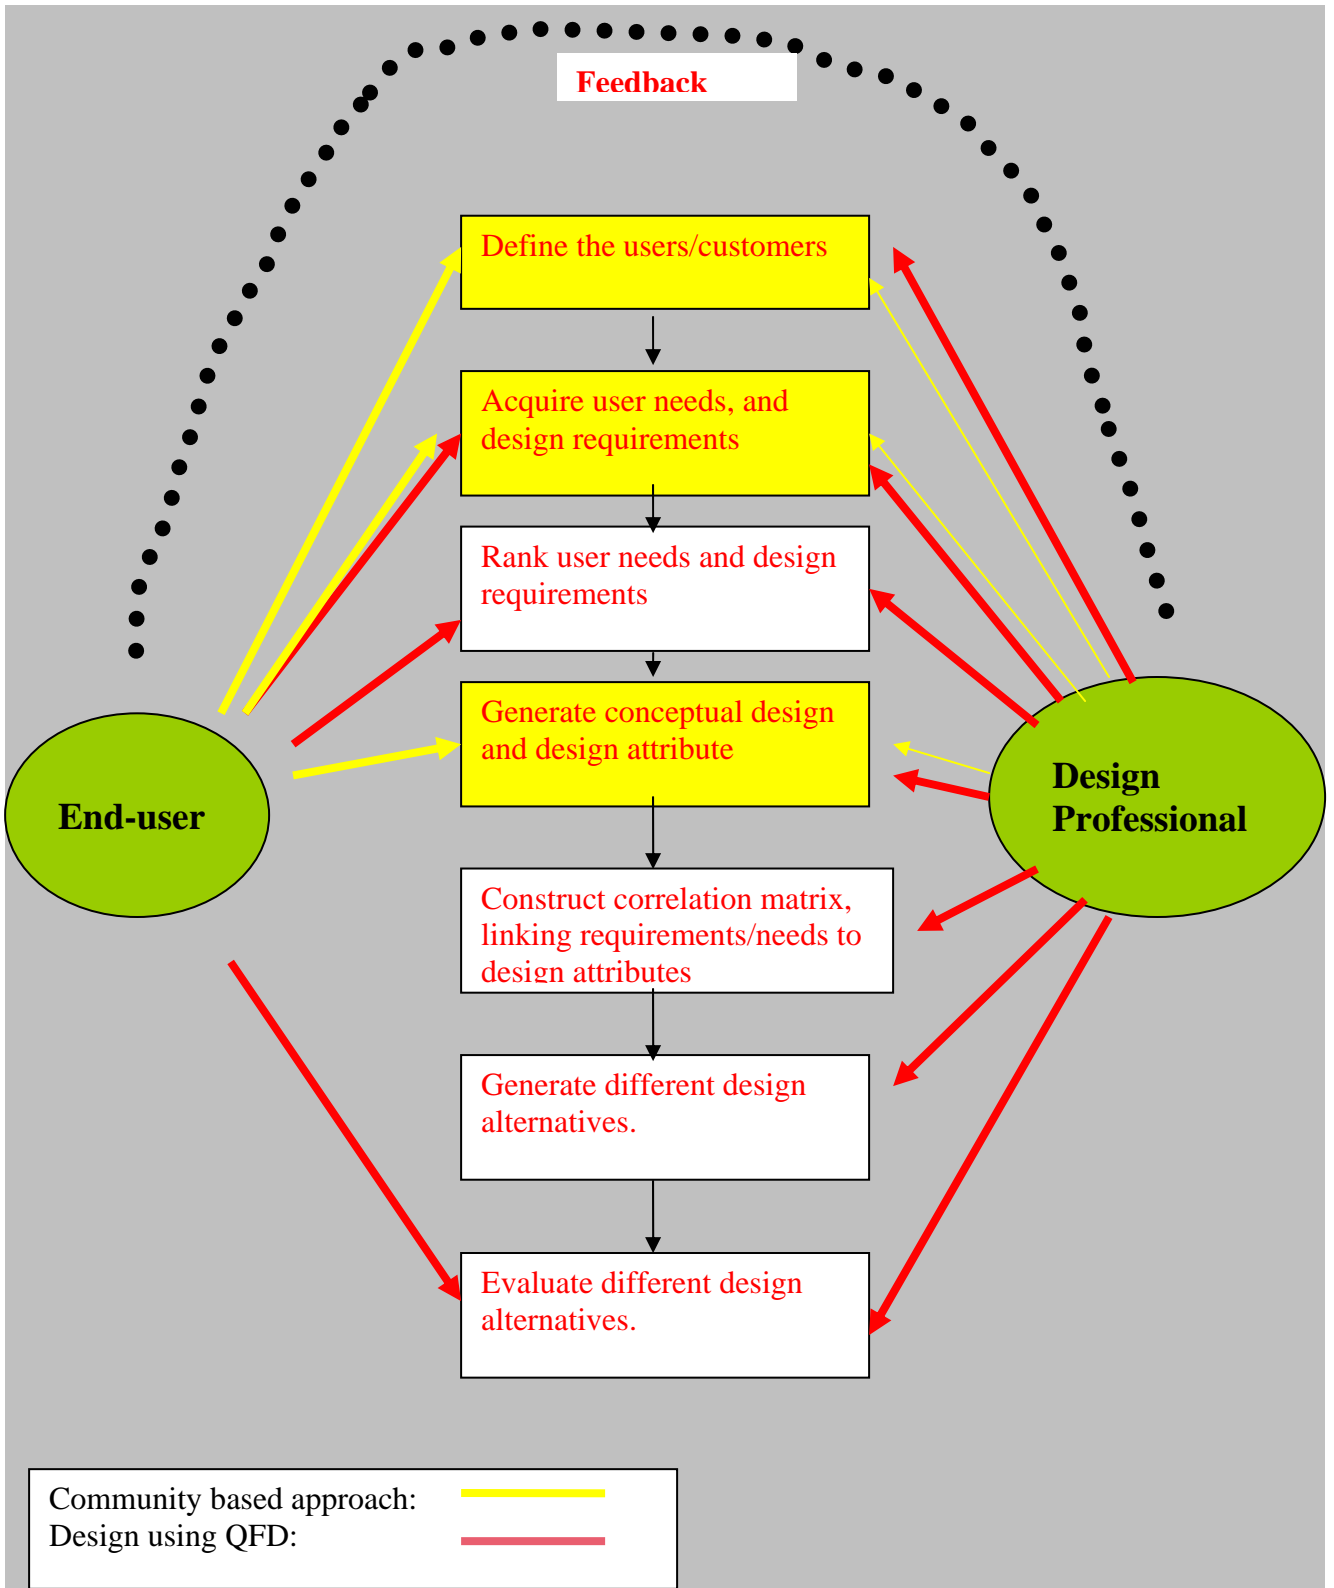 Feedback
Define the users/customers
Acquire user needs, and
design requirements
Rank user needs and design
requirements
Generate conceptual design
and design attribute
End-user
Design
Professional
Construct correlation matrix,
linking requirements/needs to
design attributes
Generate different design
alternatives.
Evaluate different design
alternatives.
Community based approach:
Design using QFD: